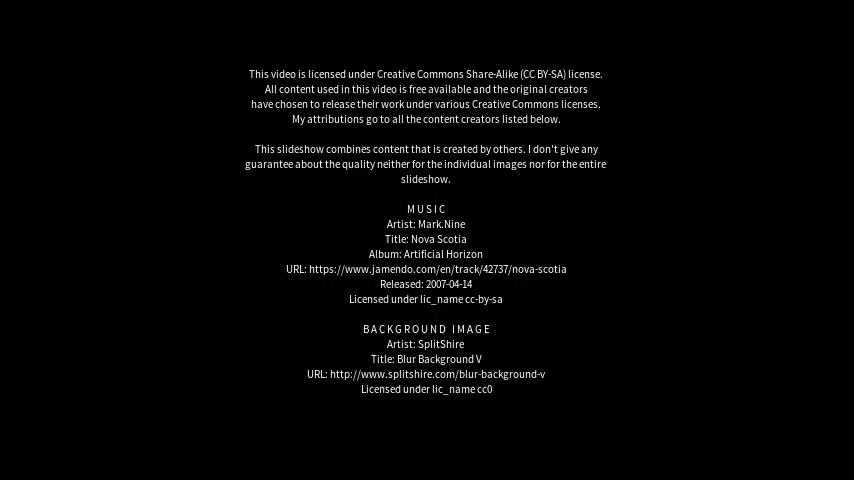 This video is licensed under Creative Commons Share-Alike (CC BY-SA) license.
All content used in this video is free available and the original creators
have chosen to release their work under various Creative Commons licenses.
My attributions go to all the content creators listed below.
This slideshow combines content that is created by others. I don't give any
guarantee about the quality neither for the individual images nor for the entire
slideshow.
MUSIC
Artist: Mark.Nine
Title: Nova Scotia
Album: Artificial Horizon
URL: https://www.jamendo.com/en/track/42737/nova-scotia
Released: 2007-04-14
Licensed under lic_name cc-by-sa
BACKGROUND IMAGE
Artist: SplitShire
Title: Blur Background V
URL: http://www.splitshire.com/blur-background-v
Licensed under lic_name cc0